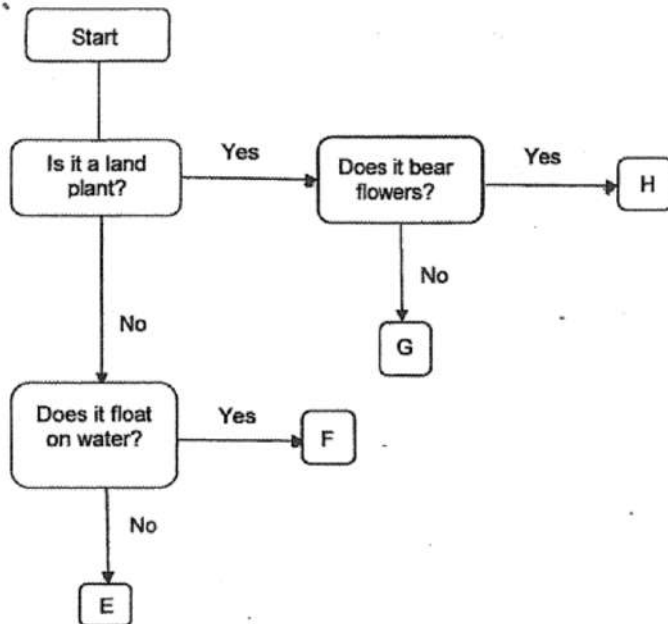 Start
Is it a land
plant?
Yes
Does it bear
flowers?
Yes
H
No
G
No
Does it float
on water?
Yes
F
No
E